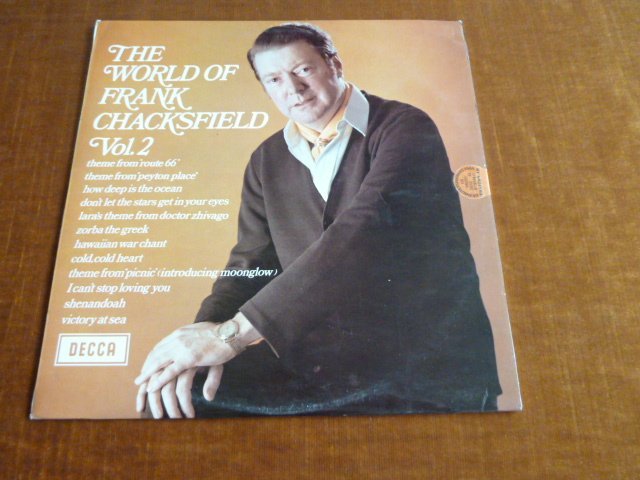 THE
WORLD OF
FRANK
CHACKSFIELD
Vol. 2
theme from 'route 66'
theme from 'peyton place'
how deep is the ocean
don't let the stars get in your eyes
lara's theme from doctor zhivago
zorba the greek
hawaiian war chant
cold, cold heart
theme from 'picnic' (introducing moonglow)
I can't stop loving you
shenandoah
victory at sea
DECCA